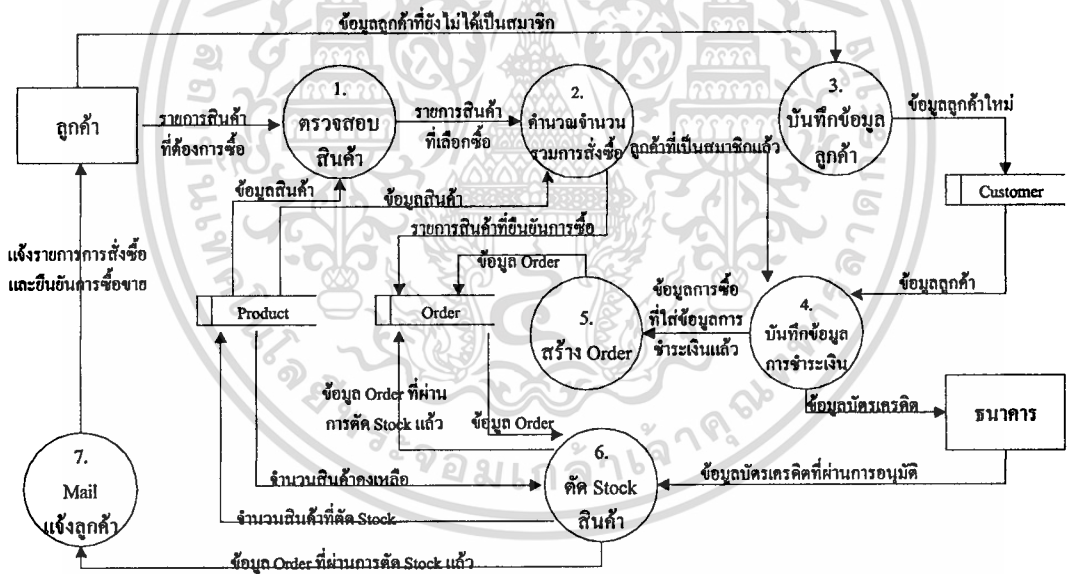 ข้อมูลลูกค้าที่ยังไม่ได้เป็นสมาชิก
ลูกค้า
รายการสินค้า
ที่ต้องการซื้อ
1.
ตรวจสอบ
สินค้า
รายการสินค้า
ที่เลือกซื้อ
2.
คำนวณจำนวน
รวมการสั่งซื้อ
ลูกค้าที่เป็นสมาชิกแล้ว
3.
บันทึกข้อมูล
ลูกค้า
ข้อมูลลูกค้าใหม่
Customer
ข้อมูลสินค้า
ข้อมูลสินค้า
รายการสินค้าที่ยืนยันการซื้อ
ข้อมูล Order
แจ้งรายการการสั่งซื้อ
และยืนยันการซื้อขาย
Product
Order
5.
สร้าง Order
ข้อมูลการซื้อ
ที่ใส่ข้อมูลการ
ชำระเงินแล้ว
4.
บันทึกข้อมูล
การชำระเงิน
ข้อมูลลูกค้า
ข้อมูลบัตรเครดิต
ธนาคาร
ข้อมูล Order ที่ผ่าน
การตัด Stock แล้ว
ข้อมูล Order
6.
ตัด Stock
สินค้า
ข้อมูลบัตรเครดิตที่ผ่านการอนุมัติ
7.
Mail
แจ้งลูกค้า
จำนวนสินค้าคงเหลือ
จำนวนสินค้าที่ตัด Stock
ข้อมูล Order ที่ผ่านการตัด Stock แล้ว